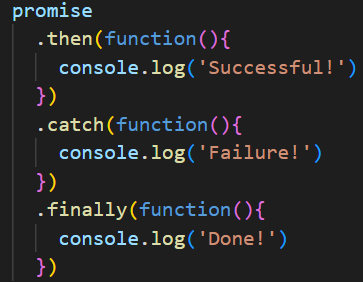 promise
  .then(function(){
    console.log('Successful!')
  })
  .catch(function(){
    console.log('Failure!')
  })
  .finally(function(){
    console.log('Done!')
  })